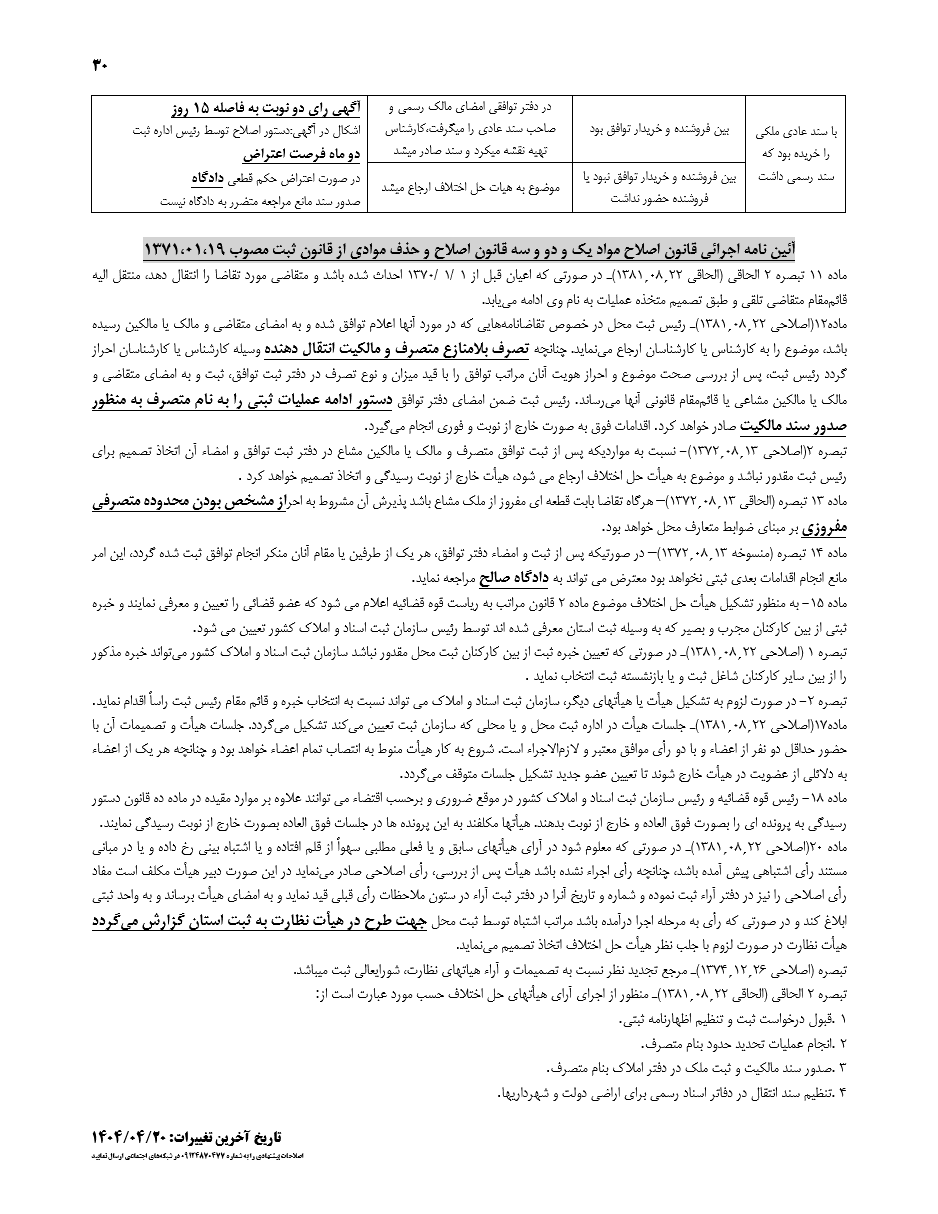 ۳۰
با سند عادی ملکی
را خریده بود که
سند رسمی داشت
بین فروشنده و خریدار توافق بود
در دفتر توافقی امضای مالک رسمی و
صاحب سند عادی را میگرفت،کارشناس
تهیه نقشه میکرد و سند صادر میشد
بین فروشنده و خریدار توافق نبود یا
فروشنده حضور نداشت
موضوع به هیات حل اختلاف ارجاع میشد
آگهی رای دو نوبت به فاصله ۱۵ روز
اشکال در آگهی:دستور اصلاح توسط رئیس اداره ثبت
دو ماه فرصت اعتراض
در صورت اعتراض حکم قطعی دادگاه
صدور سند مانع مراجعه متضرر به دادگاه نیست
آئین نامه اجرائی قانون اصلاح مواد یک و دو و سه قانون اصلاح و حذف موادی از قانون ثبت مصوب ۱۳۷۱،۰۱،۱۹
ماده ۱۱ تبصره ۲ الحاقی (الحاقی ۱۳۸۱,۰۸,۲۲)ـ در صورتی که اعیان قبل از ۱ /۱ /۱۳۷۰ احداث شده باشد و متقاضی مورد تقاضا را انتقال دهد، منتقل الیه
قائم‌مقام متقاضی تلقی و طبق تصمیم متخذه عملیات به نام وی ادامه می‌یابد.
ماده۱۲(اصلاحی ۱۳۸۱,۰۸,۲۲)ـ رئیس ثبت محل در خصوص تقاضانامه‌هایی که در مورد آنها اعلام توافق شده و به امضای متقاضی و مالک یا مالکین رسیده
باشد، موضوع را به کارشناس یا کارشناسان ارجاع می‌نماید. چنانچه تصرف بلامنازع متصرف و مالکیت انتقال دهنده وسیله کارشناس یا کارشناسان احراز
گردد رئیس ثبت، پس از بررسی صحت موضوع و احراز هویت آنان مراتب توافق را با قید میزان و نوع تصرف در دفتر ثبت توافق، ثبت و به امضای متقاضی و
مالک یا مالکین مشاعی یا قائم‌مقام قانونی آنها می‌رساند. رئیس ثبت ضمن امضای دفتر توافق دستور ادامه عملیات ثبتی را به نام متصرف به منظور
صدور سند مالکیت صادر خواهد کرد. اقدامات فوق به صورت خارج از نوبت و فوری انجام می‌گیرد.
تبصره ۲(اصلاحی ۱۳۷۲,۰۸,۱۳)- نسبت به مواردیکه پس از ثبت توافق متصرف و مالک یا مالکین مشاع در دفتر ثبت توافق و امضاء آن اتخاذ تصمیم برای
رئیس ثبت مقدور نباشد و موضوع به هیأت حل اختلاف ارجاع می شود، هیأت خارج از نوبت رسیدگی و اتخاذ تصمیم خواهد کرد .
ماده ۱۳ تبصره (الحاقی ۱۳۷۲,۰۸,۱۳)– هرگاه تقاضا بابت قطعه ای مفروز از ملک مشاع باشد پذیرش آن مشروط به احراز مشخص بودن محدوده متصرفی
مفروزی بر مبنای ضوابط متعارف محل خواهد بود.
ماده ۱۴ تبصره (منسوخه ۱۳۷۲,۰۸,۱۳)– در صورتیکه پس از ثبت و امضاء دفتر توافق، هر یک از طرفین یا مقام آنان منکر انجام توافق ثبت شده گردد، این امر
مانع انجام اقدامات بعدی ثبتی نخواهد بود معترض می تواند به دادگاه صالح مراجعه نماید.
ماده ۱۵- به منظور تشکیل هیأت حل اختلاف موضوع ماده ۲ قانون مراتب به ریاست قوه قضائیه اعلام می شود که عضو قضائی را تعیین و معرفی نمایند و خبره
ثبتی از بین کارکنان مجرب و بصیر که به وسیله ثبت استان معرفی شده اند توسط رئیس سازمان ثبت اسناد و املاک کشور تعیین می شود.
تبصره ۱ (اصلاحی ۱۳۸۱,۰۸,۲۲)ـ در صورتی که تعیین خبره ثبت از بین کارکنان ثبت محل مقدور نباشد سازمان ثبت اسناد و املاک کشور می‌تواند خبره مذکور
را از بین سایر کارکنان شاغل ثبت و یا بازنشسته ثبت انتخاب نماید .
تبصره ۲- در صورت لزوم به تشکیل هیأت یا هیأتهای دیگر، سازمان ثبت اسناد و املاک می تواند نسبت به انتخاب خبره و قائم مقام رئیس ثبت راساً اقدام نماید.
ماده۱۷(اصلاحی ۱۳۸۱,۰۸,۲۲)ـ جلسات هیأت در اداره ثبت محل و یا محلی که سازمان ثبت تعیین می‌کند تشکیل می‌گردد. جلسات هیأت و تصمیمات آن با
حضور حداقل دو نفر از اعضاء و با دو رأی موافق معتبر و لازم‌الاجراء است. شروع به کار هیأت منوط به انتصاب تمام اعضاء خواهد بود و چنانچه هر یک از اعضاء
به دلائلی از عضویت در هیأت خارج شوند تا تعیین عضو جدید تشکیل جلسات متوقف می‌گردد.
ماده ۱۸- رئیس قوه قضائیه و رئیس سازمان ثبت اسناد و املاک کشور در موقع ضروری و برحسب اقتضاء می توانند علاوه بر موارد مقیده در ماده ده قانون دستور
رسیدگی به پرونده ای را بصورت فوق العاده و خارج از نوبت بدهند. هیأتها مکلفند به این پرونده ها در جلسات فوق العاده بصورت خارج از نوبت رسیدگی نمایند.
ماده ۲۰(اصلاحی ۱۳۸۱,۰۸,۲۲)ـ در صورتی که معلوم شود در آرای هیأتهای سابق و یا فعلی مطلبی سهواً از قلم افتاده و یا اشتباه بینی رخ داده و یا در مبانی
مستند رأی اشتباهی پیش آمده باشد، چنانچه رأی اجراء نشده باشد هیأت پس از بررسی، رأی اصلاحی صادر می‌نماید در این صورت دبیر هیأت مکلف است مفاد
رأی اصلاحی را نیز در دفتر آراء ثبت نموده و شماره و تاریخ آنرا در دفتر ثبت آراء در ستون ملاحظات رأی قبلی قید نماید و به امضای هیأت برساند و به واحد ثبتی
ابلاغ کند و در صورتی که رأی به مرحله اجرا درآمده باشد مراتب اشتباه توسط ثبت محل جهت طرح در هیأت نظارت به ثبت استان گزارش می‌گردد
هیأت نظارت در صورت لزوم با جلب نظر هیأت حل اختلاف اتخاذ تصمیم می‌نماید.
تبصره (اصلاحی ۱۳۷۴,۱۲,۲۶)ـ مرجع تجدید نظر نسبت به تصمیمات و آراء هیاتهای نظارت، شورایعالی ثبت میباشد.
تبصره ۲ الحاقی (الحاقی ۱۳۸۱,۰۸,۲۲)ـ منظور از اجرای آرای هیأتهای حل اختلاف حسب مورد عبارت است از:
۱ .قبول درخواست ثبت و تنظیم اظهارنامه ثبتی.
۲ .انجام عملیات تحدید حدود بنام متصرف.
۳ .صدور سند مالکیت و ثبت ملک در دفتر املاک بنام متصرف.
۴ .تنظیم سند انتقال در دفاتر اسناد رسمی برای اراضی دولت و شهرداریها.
تاریخ آخرین تغییرات: ۱۴۰۴/۰۴/۲۰
اصلاحات پیشنهادی را به شماره ۰۹۱۲۴۸۷۰۴۷۷ در شبکه‌های اجتماعی ارسال نمایید